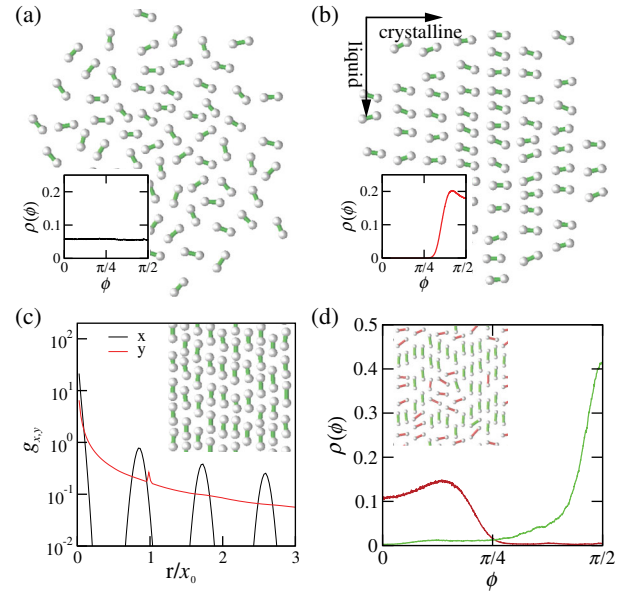 (a)
0.2
0.1
0
ρ(ϕ)
0 π/4 π/2
ϕ
(b)
crystalline
liquid
0.2
0.1
0
ρ(ϕ)
0 π/4 π/2
ϕ
(c)
10²
10¹
10⁰
10⁻¹
10⁻²
g_{x,y}
x
y
0 1 2 3
r/x₀
(d)
0.5
0.4
0.3
0.2
0.1
0
ρ(ϕ)
0 π/4 π/2
ϕ